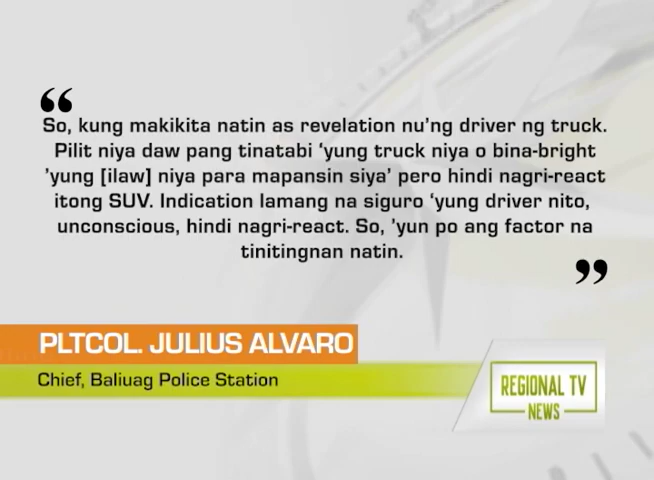 “
So, kung makikita natin as revelation nu’ng driver ng truck.
Pilit niya daw pang tinatabi ‘yung truck niya o bina-bright
’yung [ilaw] niya para mapansin siya’ pero hindi nagri-react
itong SUV. Indication lamang na siguro ‘yung driver nito,
unconscious, hindi nagri-react. So, ’yun po ang factor na
tinitingnan natin.
”
PLTCOL. JULIUS ALVARO
Chief, Baliuag Police Station
REGIONAL TV
NEWS